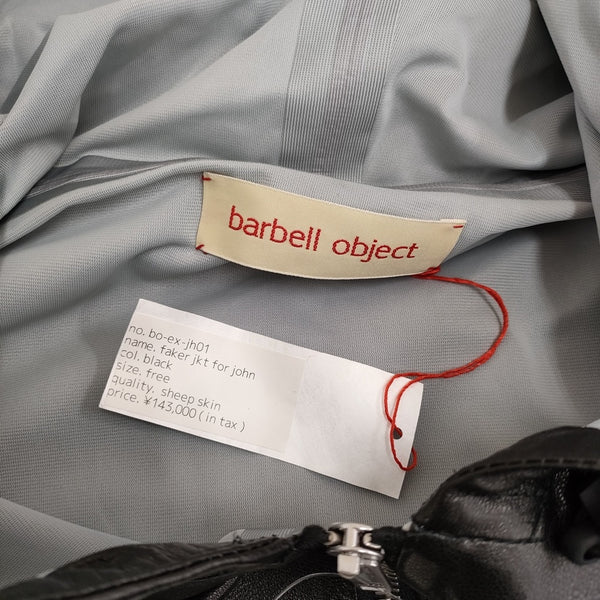 barbell object
no. bo-ex-jh01
name. faker jkt for john
col. black
size. free
quality. sheep skin
price. ¥143,000 ( in tax )